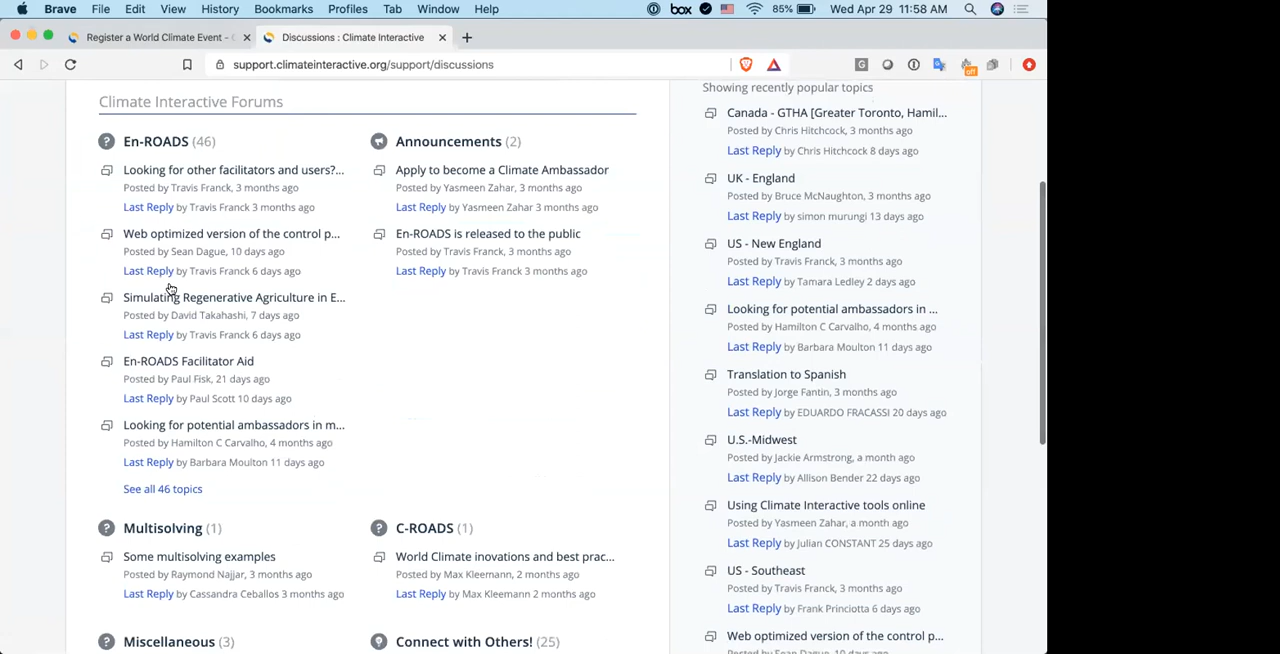 Brave File Edit View History Bookmarks Profiles Tab Window Help box 85% Wed Apr 29 11:58 AM
Register a World Climate Event - Discussions : Climate Interactive
support.climateinteractive.org/support/discussions
Climate Interactive Forums
En-ROADS (46)
Looking for other facilitators and users?...
Posted by Travis Franck, 3 months ago
Last Reply by Travis Franck 3 months ago
Web optimized version of the control p...
Posted by Sean Dague, 10 days ago
Last Reply by Travis Franck 6 days ago
Simulating Regenerative Agriculture in E...
Posted by David Takahashi, 7 days ago
Last Reply by Travis Franck 6 days ago
En-ROADS Facilitator Aid
Posted by Paul Fisk, 21 days ago
Last Reply by Paul Scott 10 days ago
Looking for potential ambassadors in m...
Posted by Hamilton C Carvalho, 4 months ago
Last Reply by Barbara Moulton 11 days ago
See all 46 topics
Announcements (2)
Apply to become a Climate Ambassador
Posted by Yasmeen Zahar, 3 months ago
Last Reply by Yasmeen Zahar 3 months ago
En-ROADS is released to the public
Posted by Travis Franck, 3 months ago
Last Reply by Travis Franck 3 months ago
Multisolving (1)
Some multisolving examples
Posted by Raymond Najjar, 3 months ago
Last Reply by Cassandra Ceballos 3 months ago
C-ROADS (1)
World Climate inovations and best prac...
Posted by Max Kleemann, 2 months ago
Last Reply by Max Kleemann 2 months ago
Miscellaneous (3)
Connect with Others! (25)
Showing recently popular topics
Canada - GTHA [Greater Toronto, Hamil...
Posted by Chris Hitchcock, 3 months ago
Last Reply by Chris Hitchcock 8 days ago
UK - England
Posted by Bruce McNaughton, 3 months ago
Last Reply by simon murungi 13 days ago
US - New England
Posted by Travis Franck, 3 months ago
Last Reply by Tamara Ledley 2 days ago
Looking for potential ambassadors in ...
Posted by Hamilton C Carvalho, 4 months ago
Last Reply by Barbara Moulton 11 days ago
Translation to Spanish
Posted by Jorge Fantin, 3 months ago
Last Reply by EDUARDO FRACASSI 20 days ago
U.S.-Midwest
Posted by Jackie Armstrong, a month ago
Last Reply by Allison Bender 22 days ago
Using Climate Interactive tools online
Posted by Yasmeen Zahar, a month ago
Last Reply by Julian CONSTANT 25 days ago
US - Southeast
Posted by Travis Franck, 3 months ago
Last Reply by Frank Princiotta 6 days ago
Web optimized version of the control p...
Posted by Sean Dague, 10 days ago